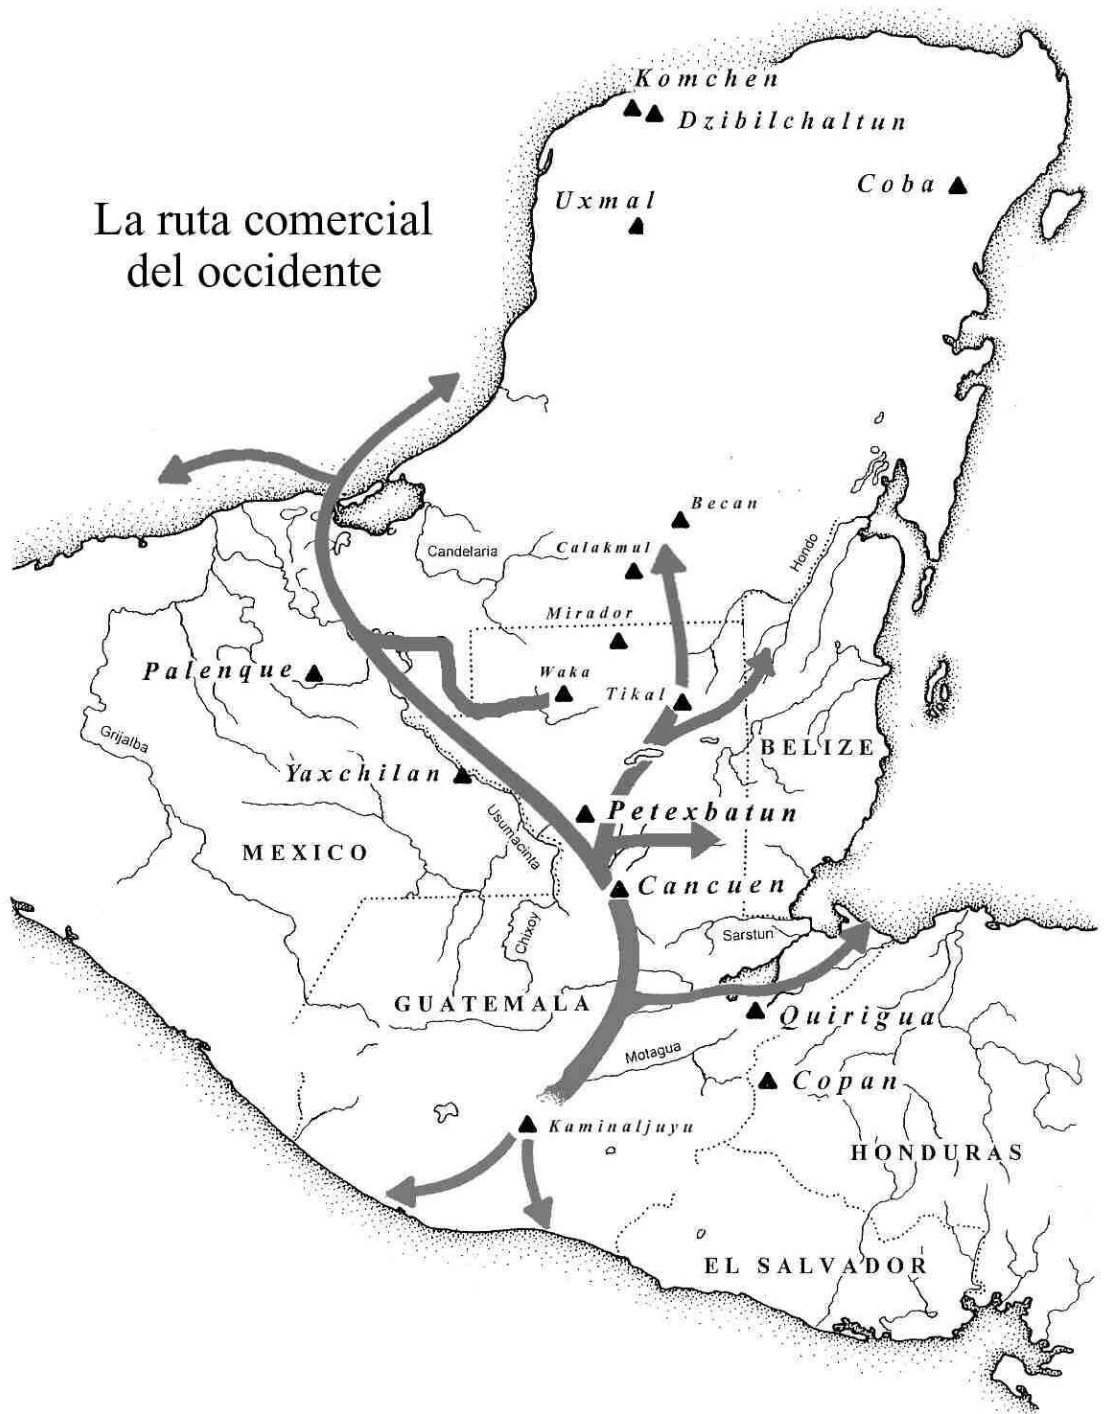 Komchen
Dzibilchaltun
Coba
Uxmal
La ruta comercial
del occidente
Becan
Calakmul
Candelaria
Hondo
Mirador
Palenque
Waka
Tikal
Grijalba
BELIZE
Yaxchilan
Petexbatun
Usumacinta
MEXICO
Cancuen
Chixoy
Sarstun
GUATEMALA
Quirigua
Motagua
Copan
Kaminaljuyu
HONDURAS
EL SALVADOR